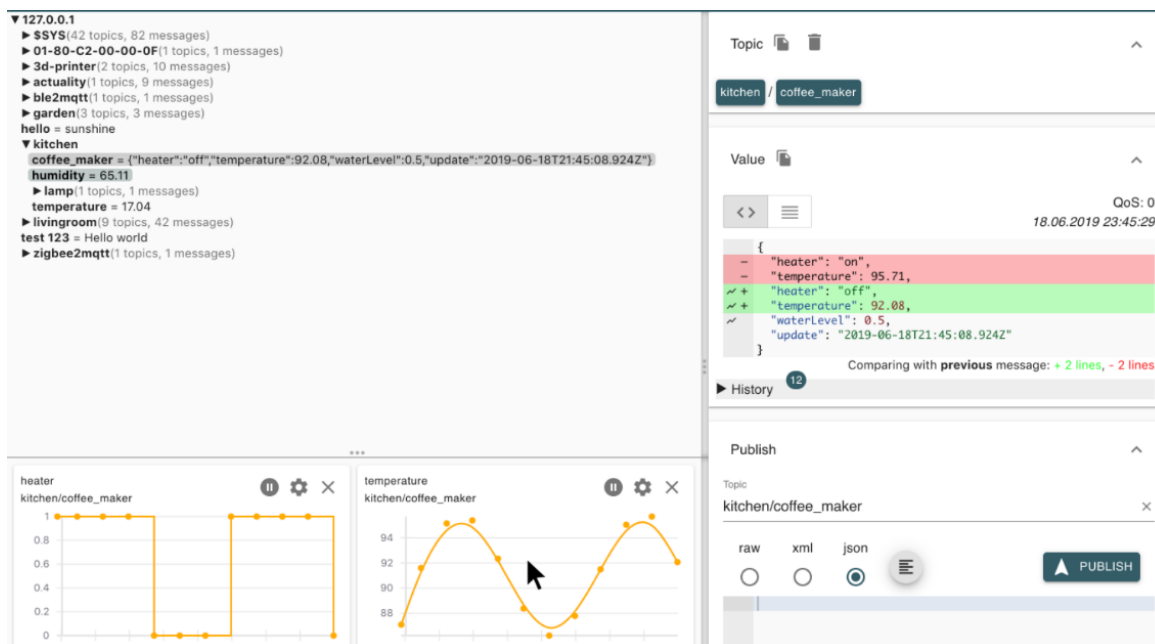 ▼ 127.0.0.1
▶ $SYS(42 topics, 82 messages)
▶ 01-80-C2-00-00-0F(1 topics, 1 messages)
▶ 3d-printer(2 topics, 10 messages)
▶ actuality(1 topics, 9 messages)
▶ ble2mqtt(1 topics, 1 messages)
▶ garden(3 topics, 3 messages)
hello = sunshine
▼ kitchen
coffee_maker = {"heater":"off","temperature":92.08,"waterLevel":0.5,"update":"2019-06-18T21:45:08.924Z"}
humidity = 65.11
▶ lamp(1 topics, 1 messages)
temperature = 17.04
▶ livingroom(9 topics, 42 messages)
test 123 = Hello world
▶ zigbee2mqtt(1 topics, 1 messages)
heater
kitchen/coffee_maker
1
0.8
0.6
0.4
0.2
0
temperature
kitchen/coffee_maker
94
92
90
88
Topic
kitchen / coffee_maker
Value
QoS: 0
18.06.2019 23:45:29
{
- "heater": "on",
- "temperature": 95.71,
+ "heater": "off",
+ "temperature": 92.08,
"waterLevel": 0.5,
"update": "2019-06-18T21:45:08.924Z"
}
Comparing with previous message: + 2 lines, - 2 lines
▶ History 12
Publish
Topic
kitchen/coffee_maker
raw xml json
PUBLISH